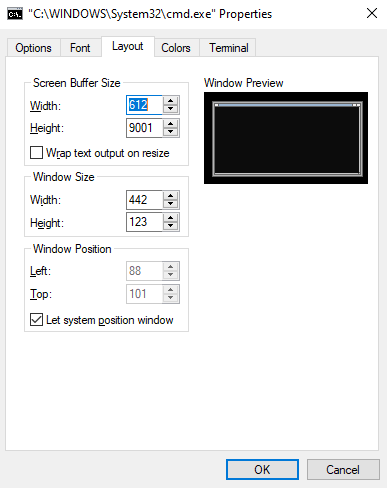 "C:\WINDOWS\System32\cmd.exe" Properties
Options Font Layout Colors Terminal
Screen Buffer Size
Width: 612
Height: 9001
Wrap text output on resize
Window Size
Width: 442
Height: 123
Window Position
Left: 88
Top: 101
Let system position window
Window Preview
OK Cancel